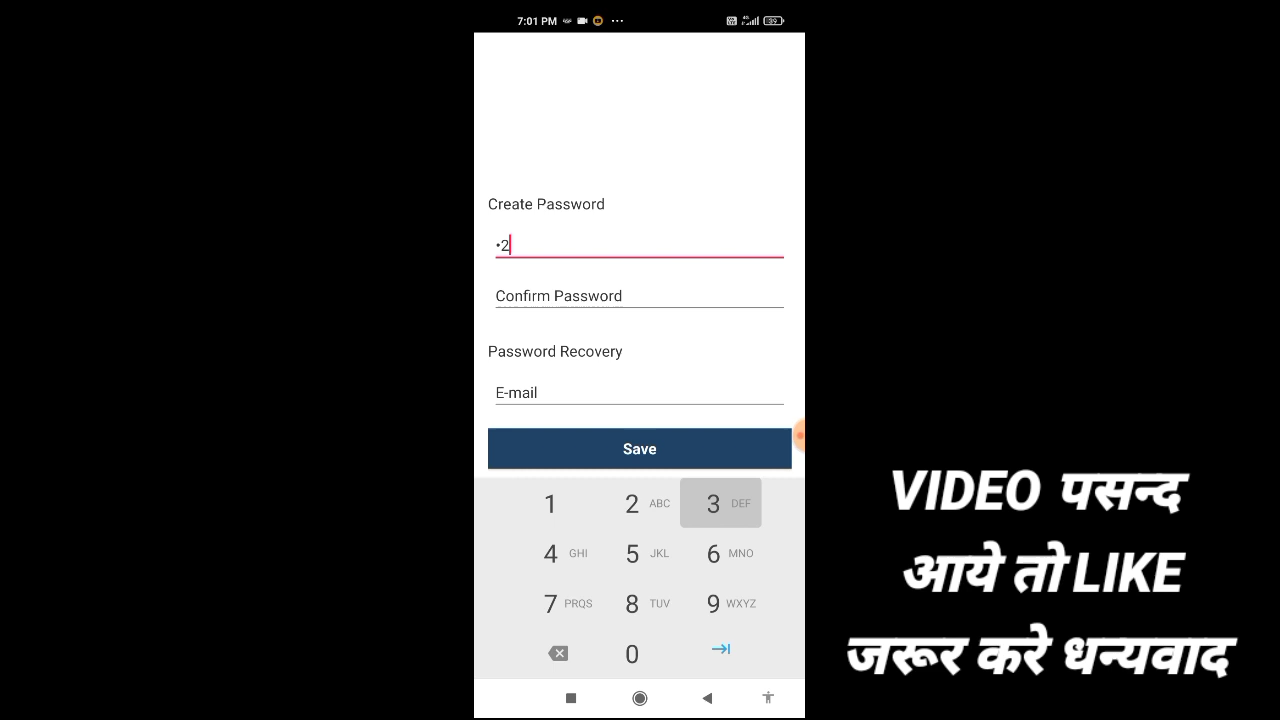 7:01 PM
Create Password
•2
Confirm Password
Password Recovery
E-mail
Save
1 2 ABC 3 DEF
4 GHI 5 JKL 6 MNO
7 PRQS 8 TUV 9 WXYZ
0
VIDEO पसन्द
आये तो LIKE
जरूर करे धन्यवाद